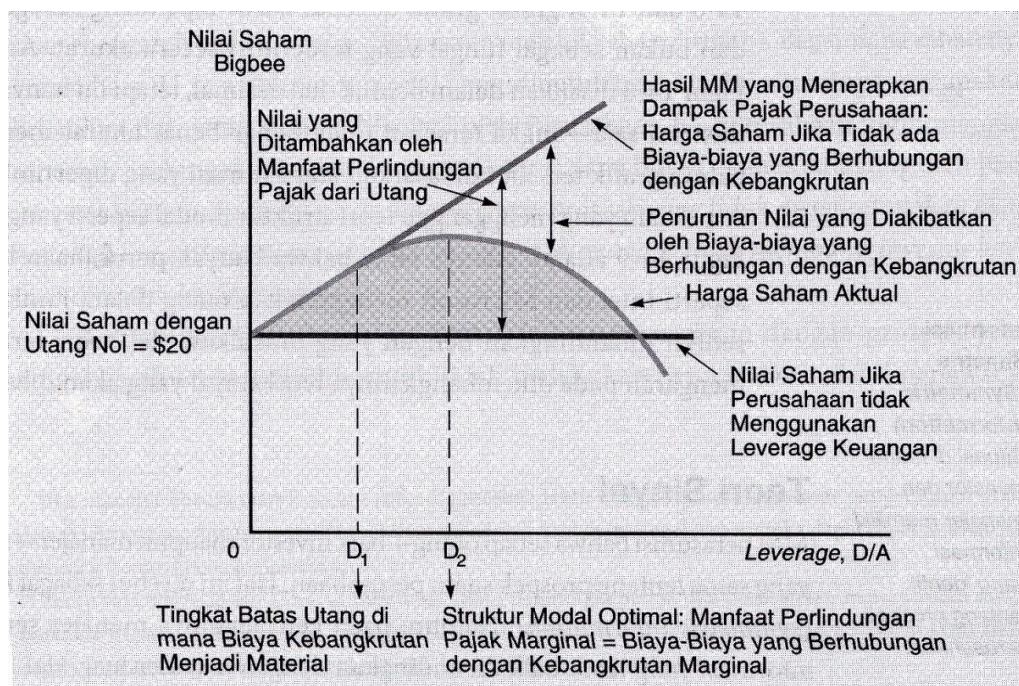 Nilai Saham
Bigbee
Nilai yang
Ditambahkan oleh
Manfaat Perlindungan
Pajak dari Utang
Hasil MM yang Menerapkan
Dampak Pajak Perusahaan:
Harga Saham Jika Tidak ada
Biaya-biaya yang Berhubungan
dengan Kebangkrutan
Penurunan Nilai yang Diakibatkan
oleh Biaya-biaya yang
Berhubungan dengan Kebangkrutan
Harga Saham Aktual
Nilai Saham dengan
Utang Nol = $20
Nilai Saham Jika
Perusahaan tidak
Menggunakan
Leverage Keuangan
0
D1
D2
Leverage, D/A
Tingkat Batas Utang di
mana Biaya Kebangkrutan
Menjadi Material
Struktur Modal Optimal: Manfaat Perlindungan
Pajak Marginal = Biaya-Biaya yang Berhubungan
dengan Kebangkrutan Marginal